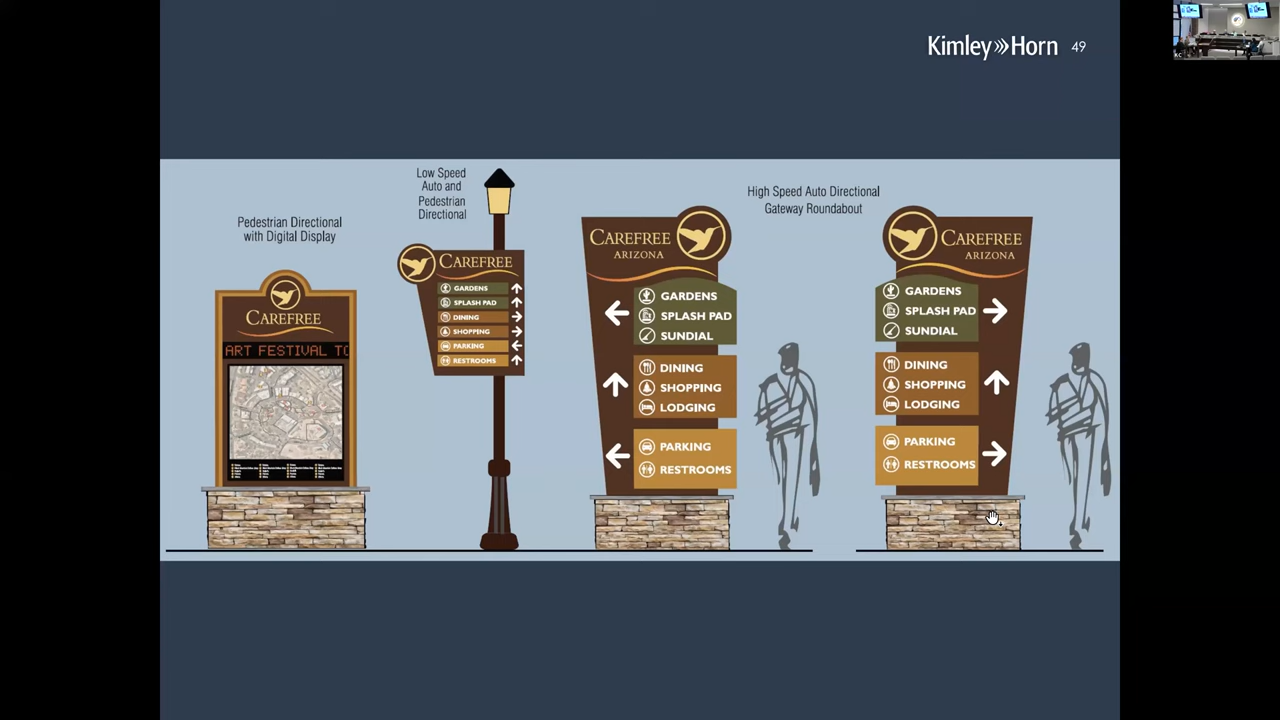 Kimley»Horn 49
Pedestrian Directional
with Digital Display
CAREFREE
ART FESTIVAL TO
Low Speed
Auto and
Pedestrian
Directional
CAREFREE
GARDENS
SPLASH PAD
DINING
SHOPPING
PARKING
RESTROOMS
High Speed Auto Directional
Gateway Roundabout
CAREFREE
ARIZONA
GARDENS
SPLASH PAD
SUNDIAL
DINING
SHOPPING
LODGING
PARKING
RESTROOMS
CAREFREE
ARIZONA
GARDENS
SPLASH PAD
SUNDIAL
DINING
SHOPPING
LODGING
PARKING
RESTROOMS